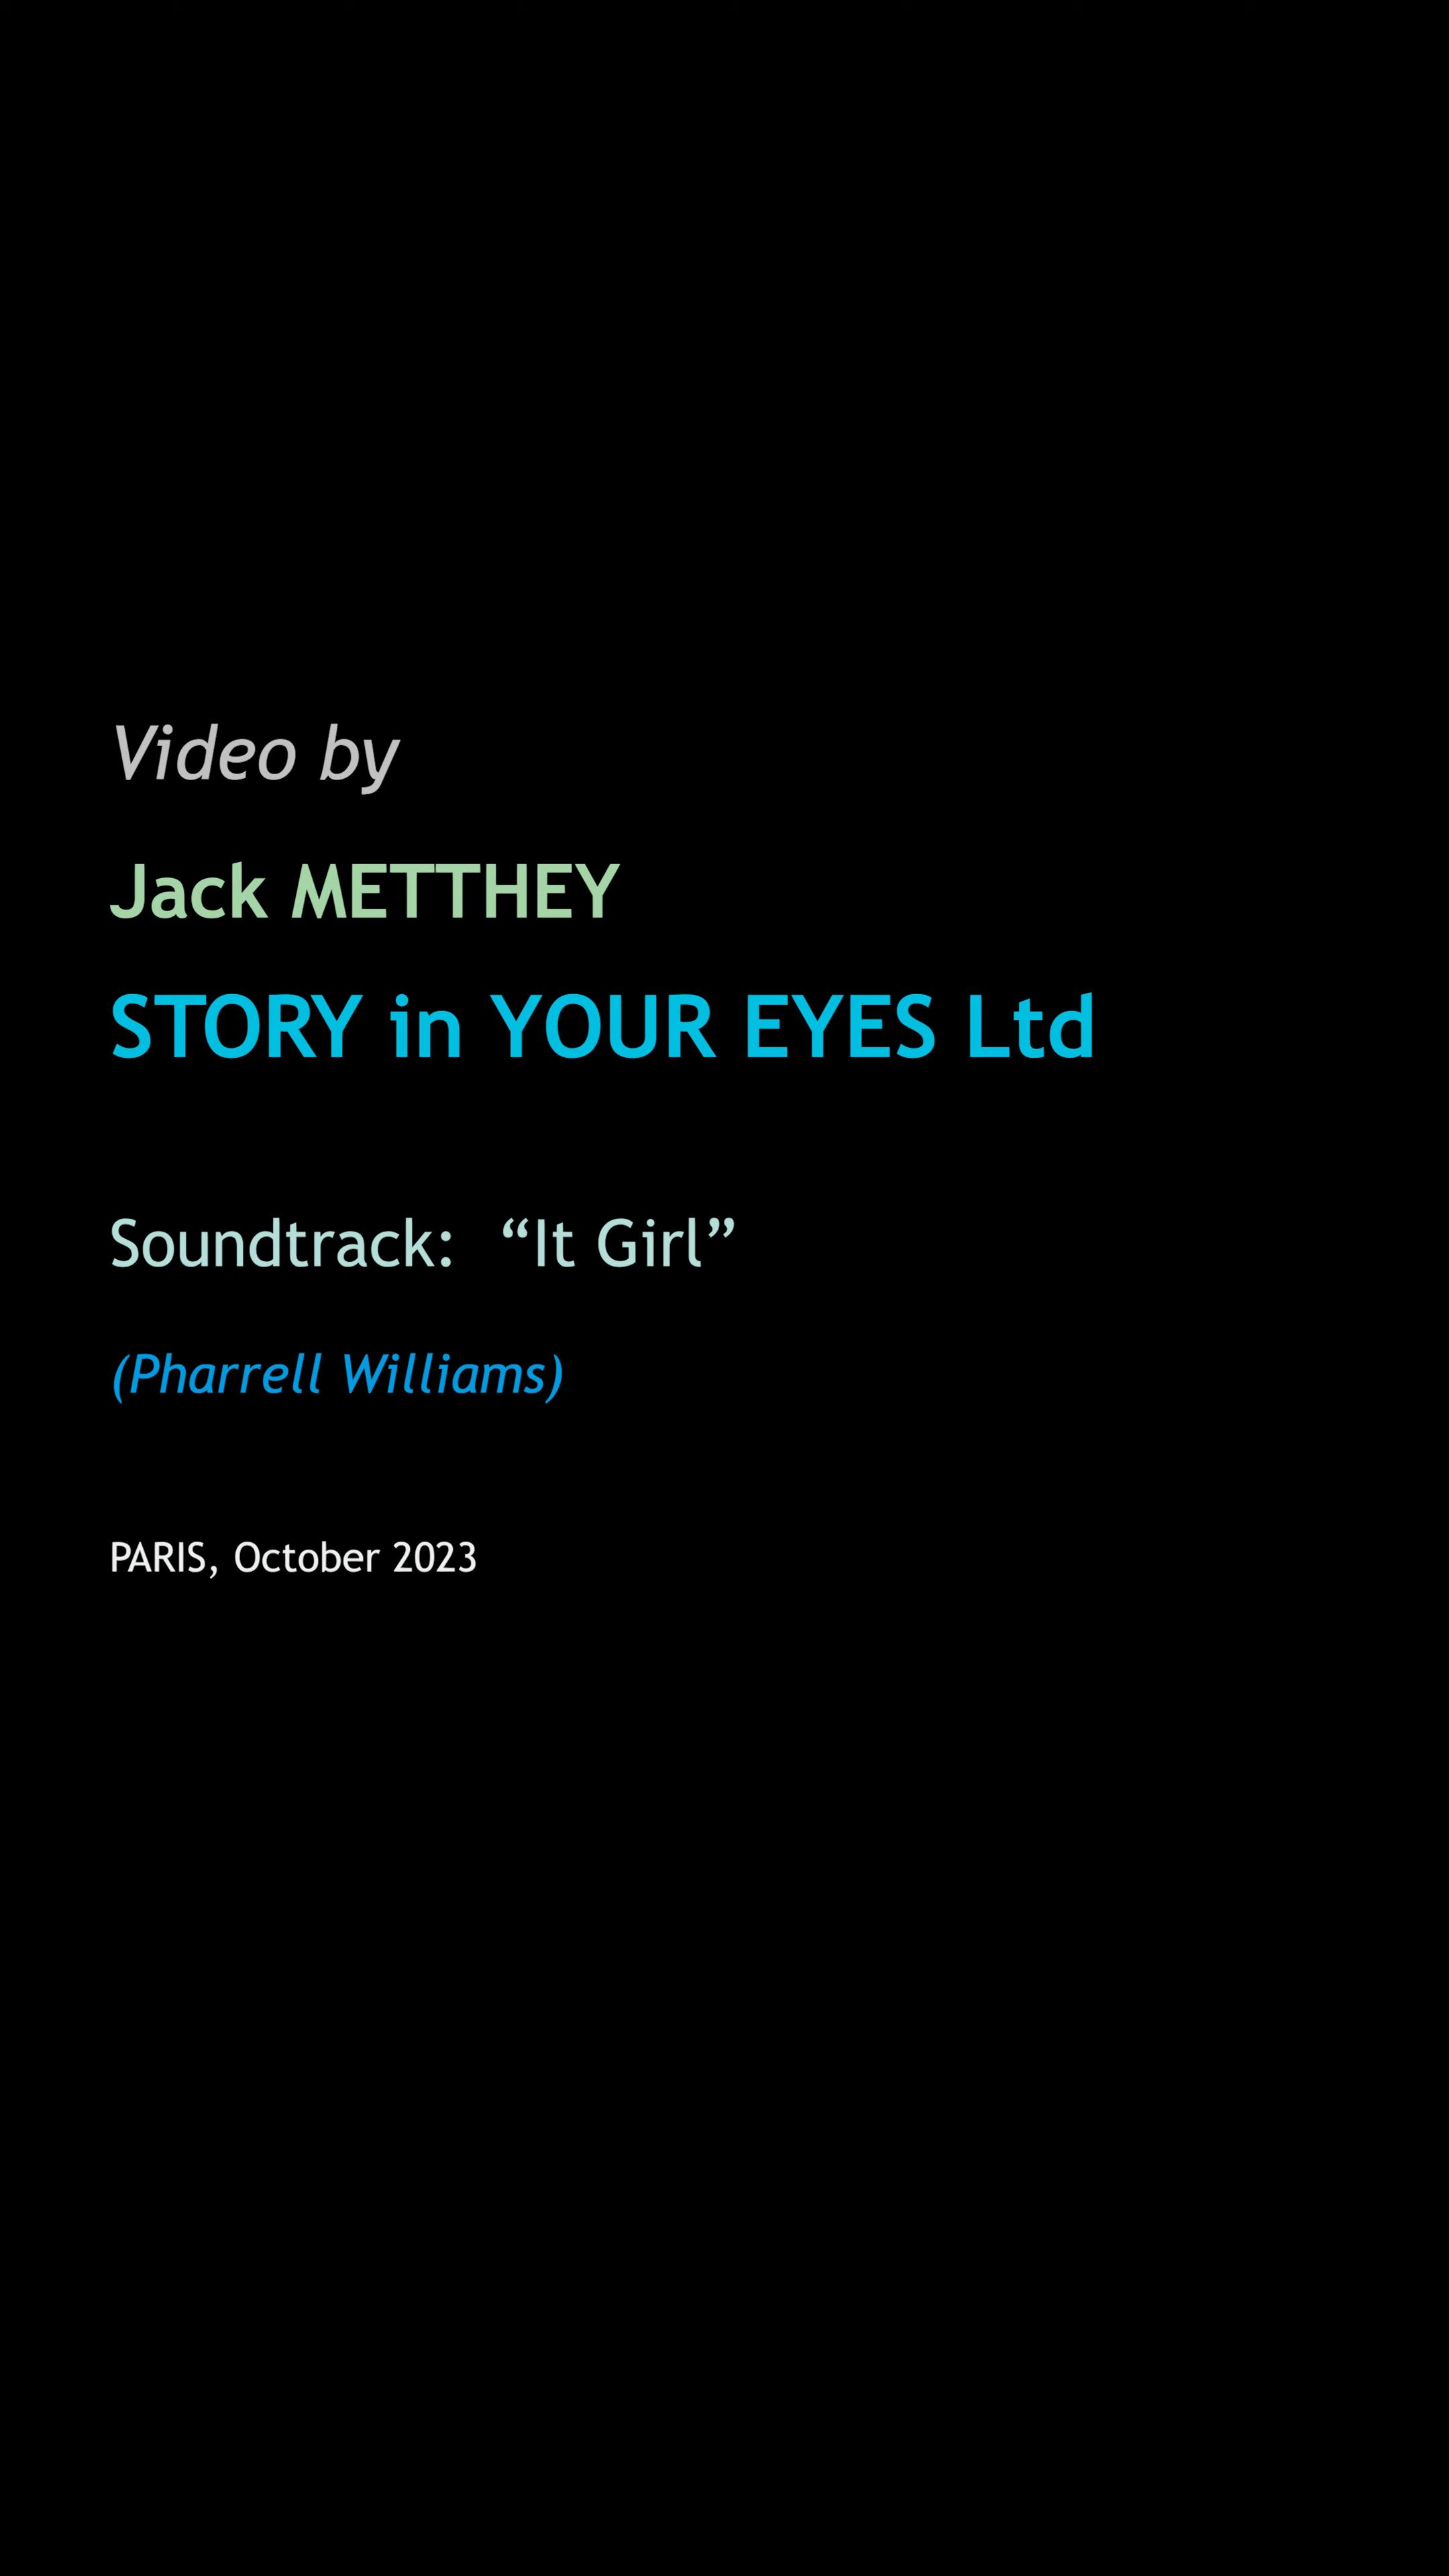 Video by
Jack METTHEY
STORY in YOUR EYES Ltd
Soundtrack:  “It Girl”
(Pharrell Williams)
PARIS, October 2023